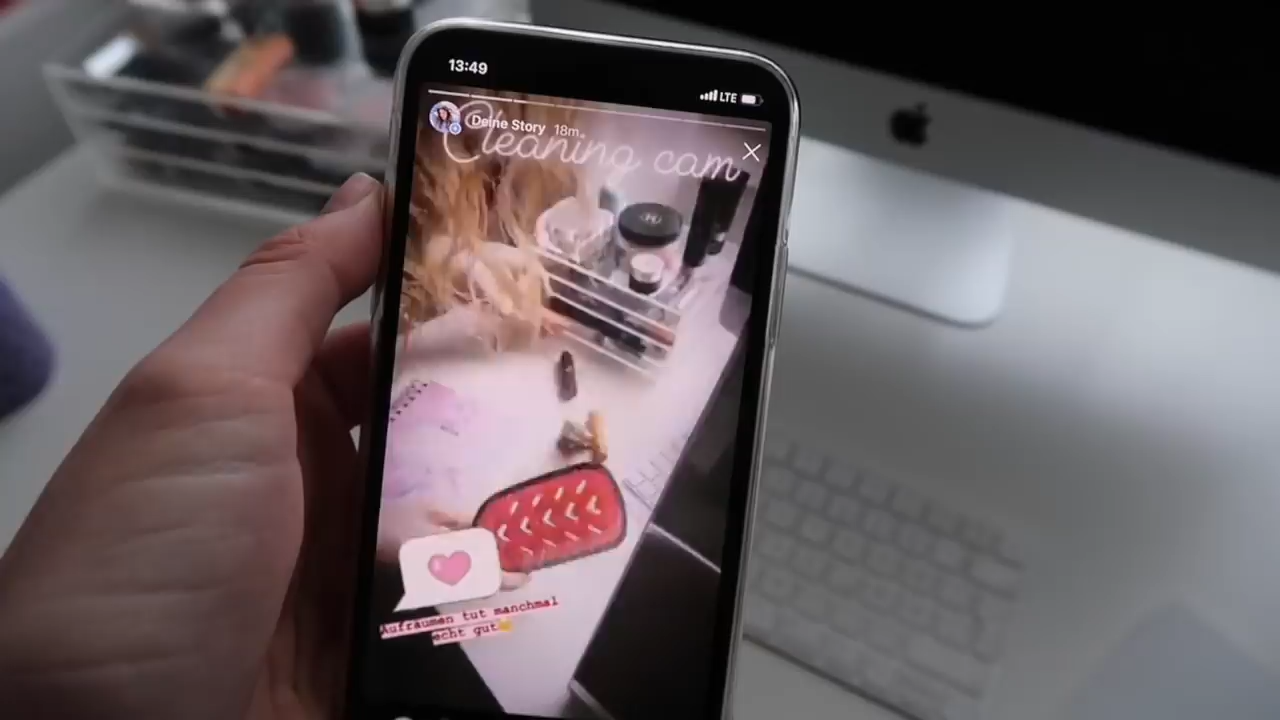 13:49
LTE
Deine Story 18m
Cleaning cam
Aufräumen tut manchmal
echt gut